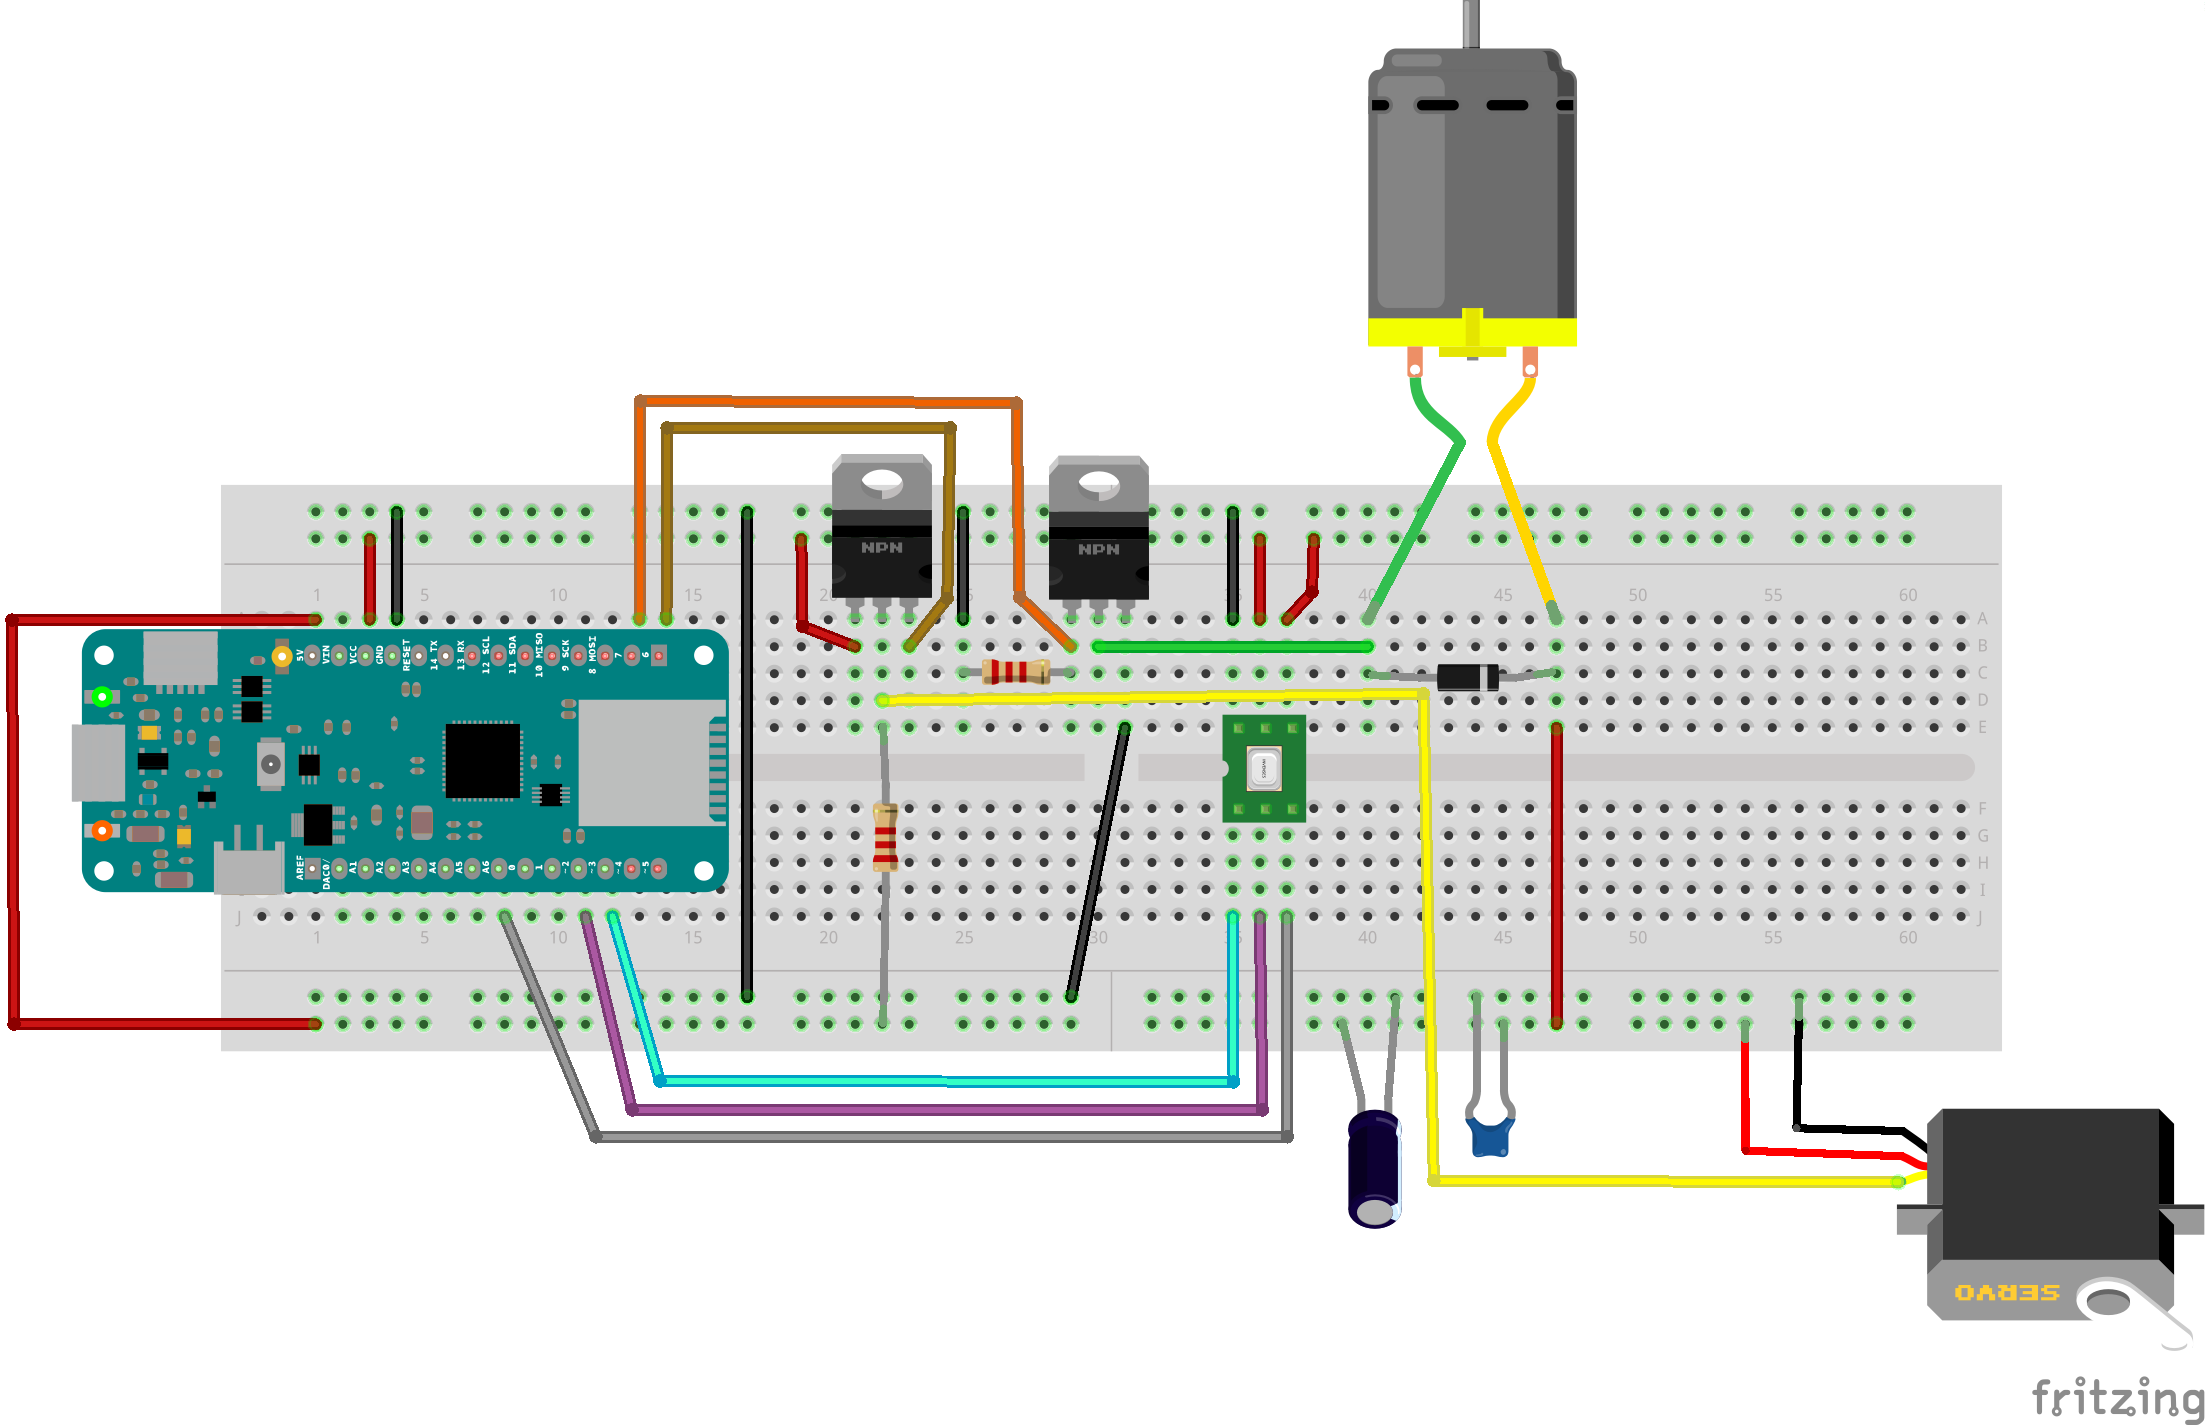 NPN
NPN
1 5 10 15 20 25 30 35 40 45 50 55 60
A
B
C
D
E
F
G
H
I
J
5V
VIN
VCC
GND
RESET
14 TX
13 RX
12 SCL
11 SDA
10 MISO
9 SCK
8 MOSI
7
6
AREF
DAC0/
A1
A2
A3
A4
A5
A6
0
1
~2
~3
~4
~5
J
1 5 10 15 20 25 30 35 40 45 50 55 60
SERVO
fritzing